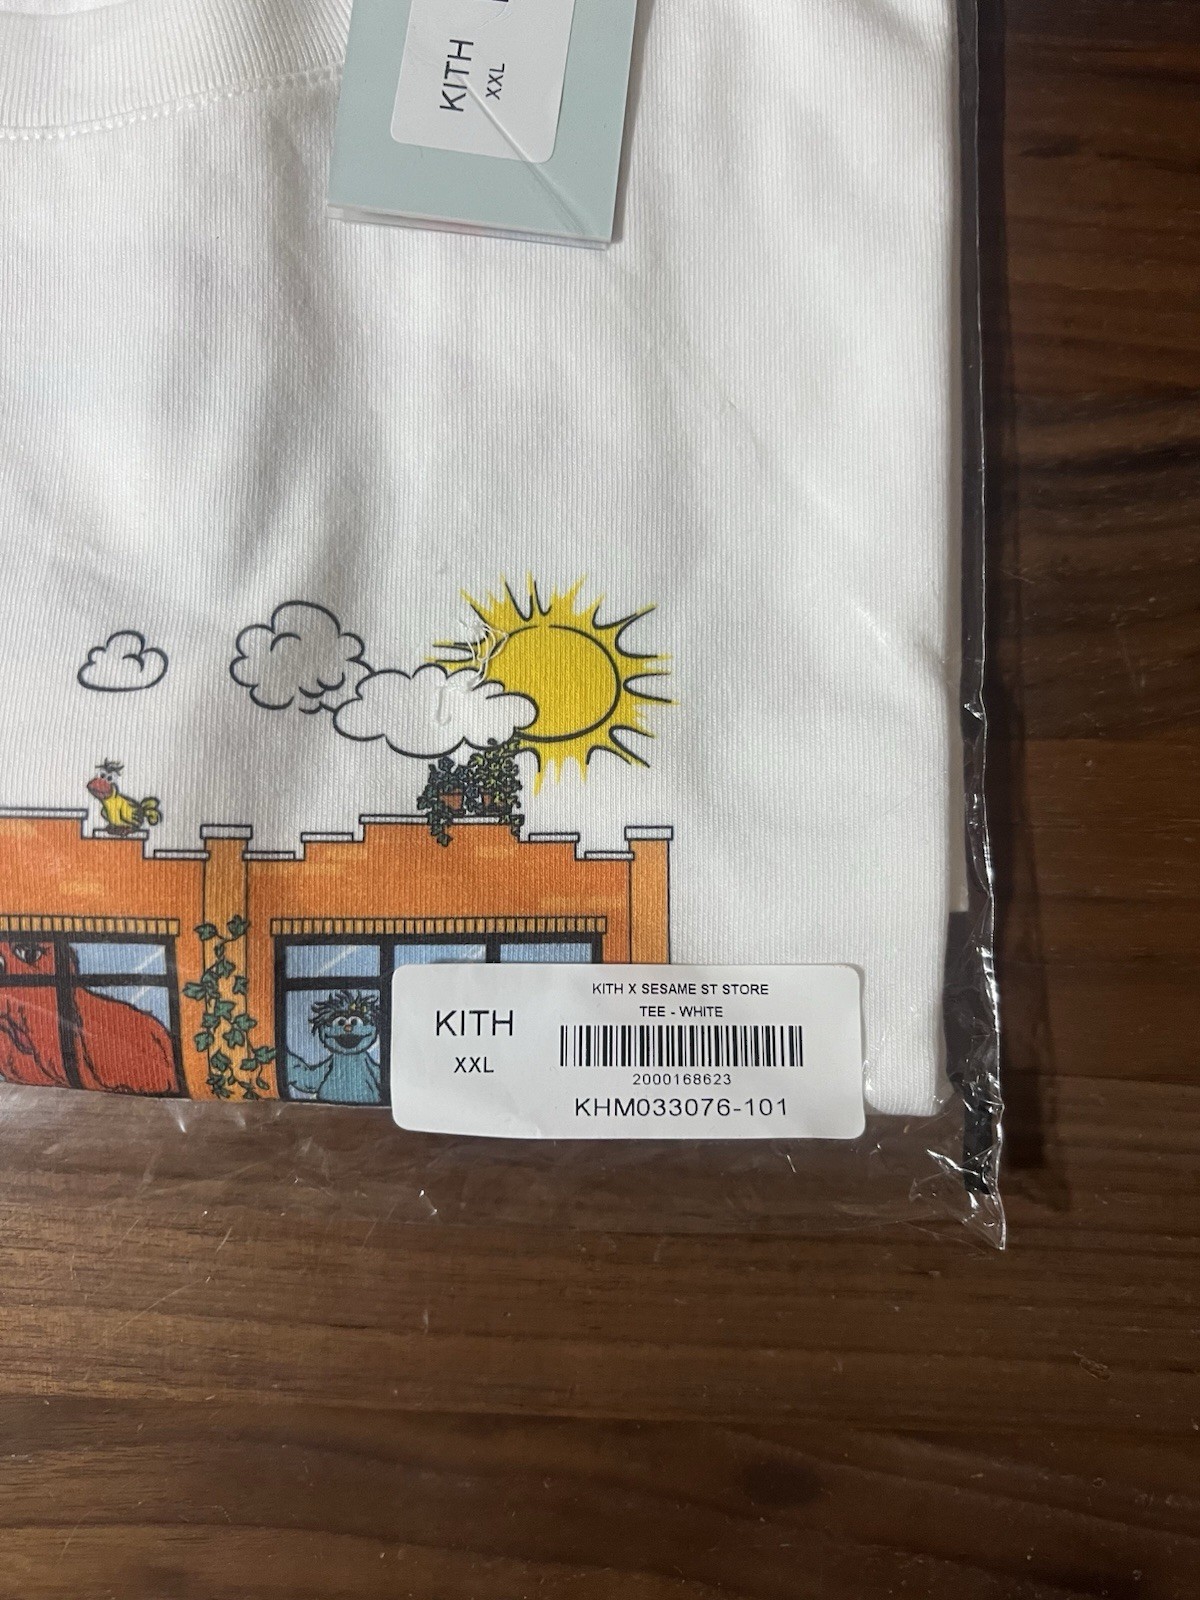 KITH
XXL
KITH
XXL
KITH X SESAME ST STORE
TEE - WHITE
2000168623
KHM033076-101